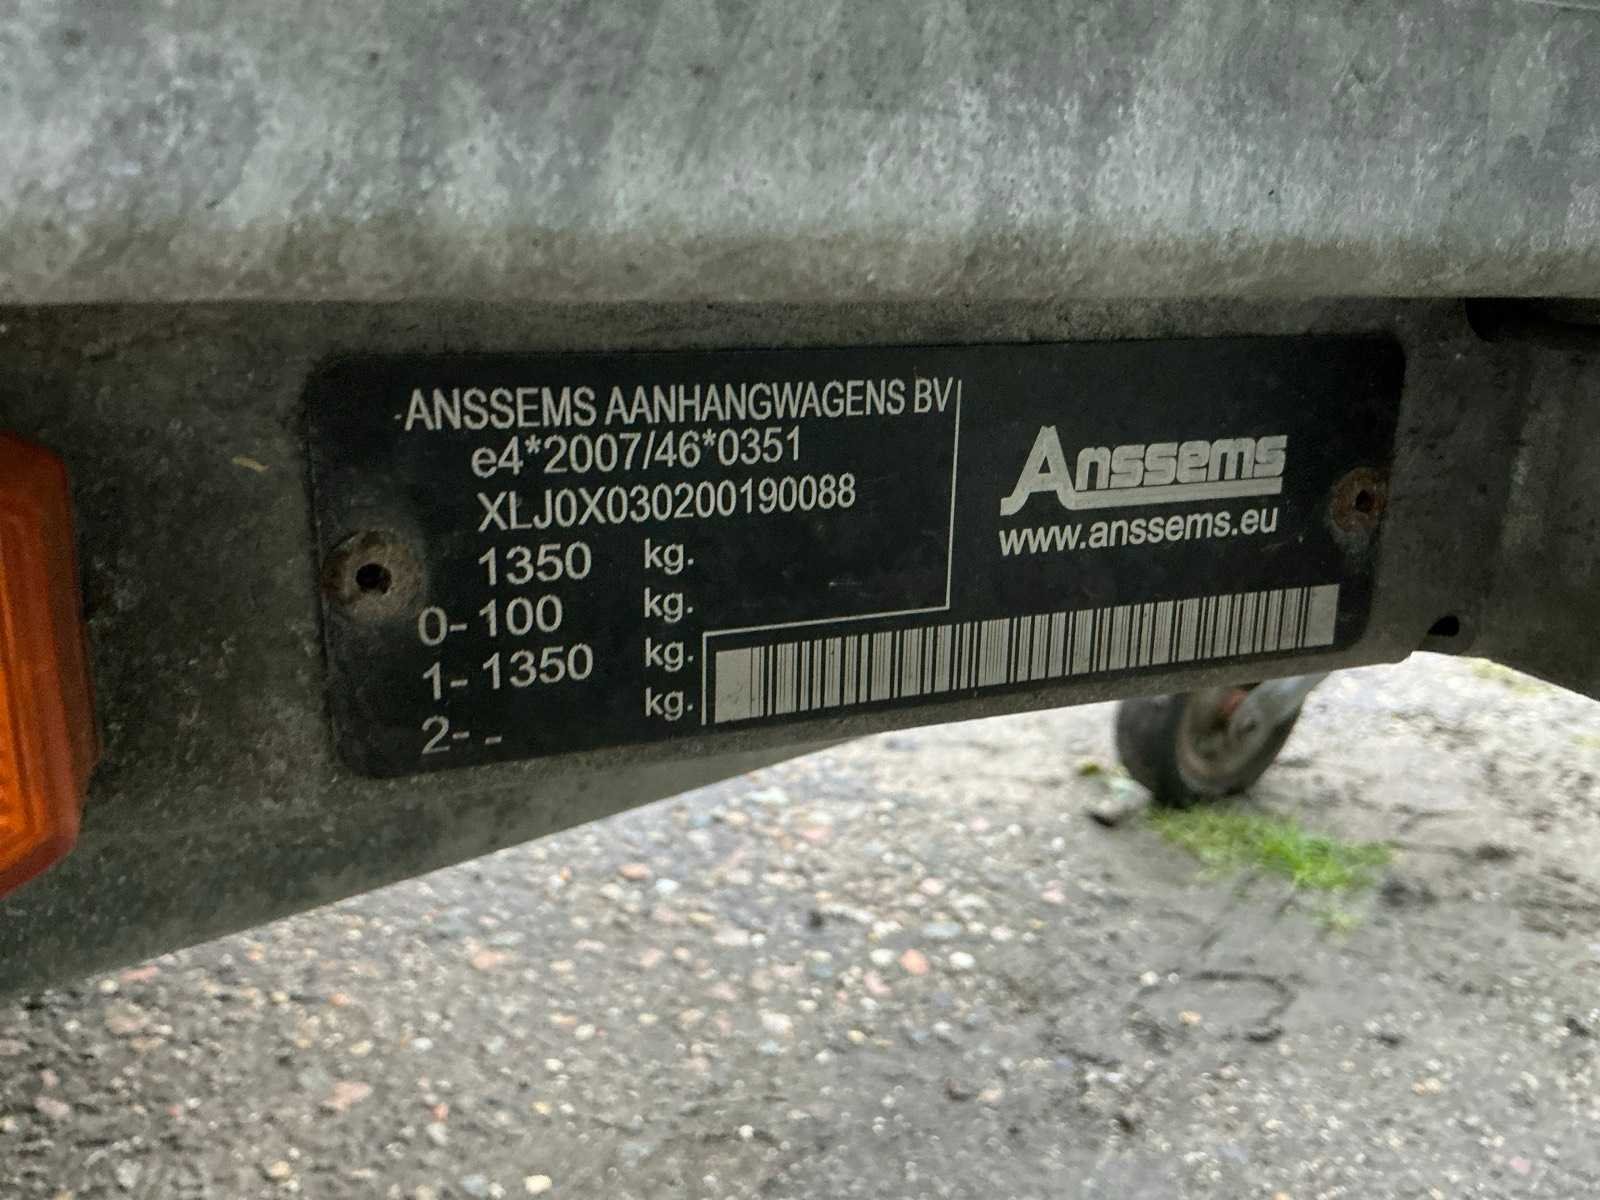 ANSSEMS AANHANGWAGENS BV
e4*2007/46*0351
XLJ0X030200190088
1350 kg.
0- 100 kg.
1- 1350 kg.
2- - kg.
Anssems
www.anssems.eu